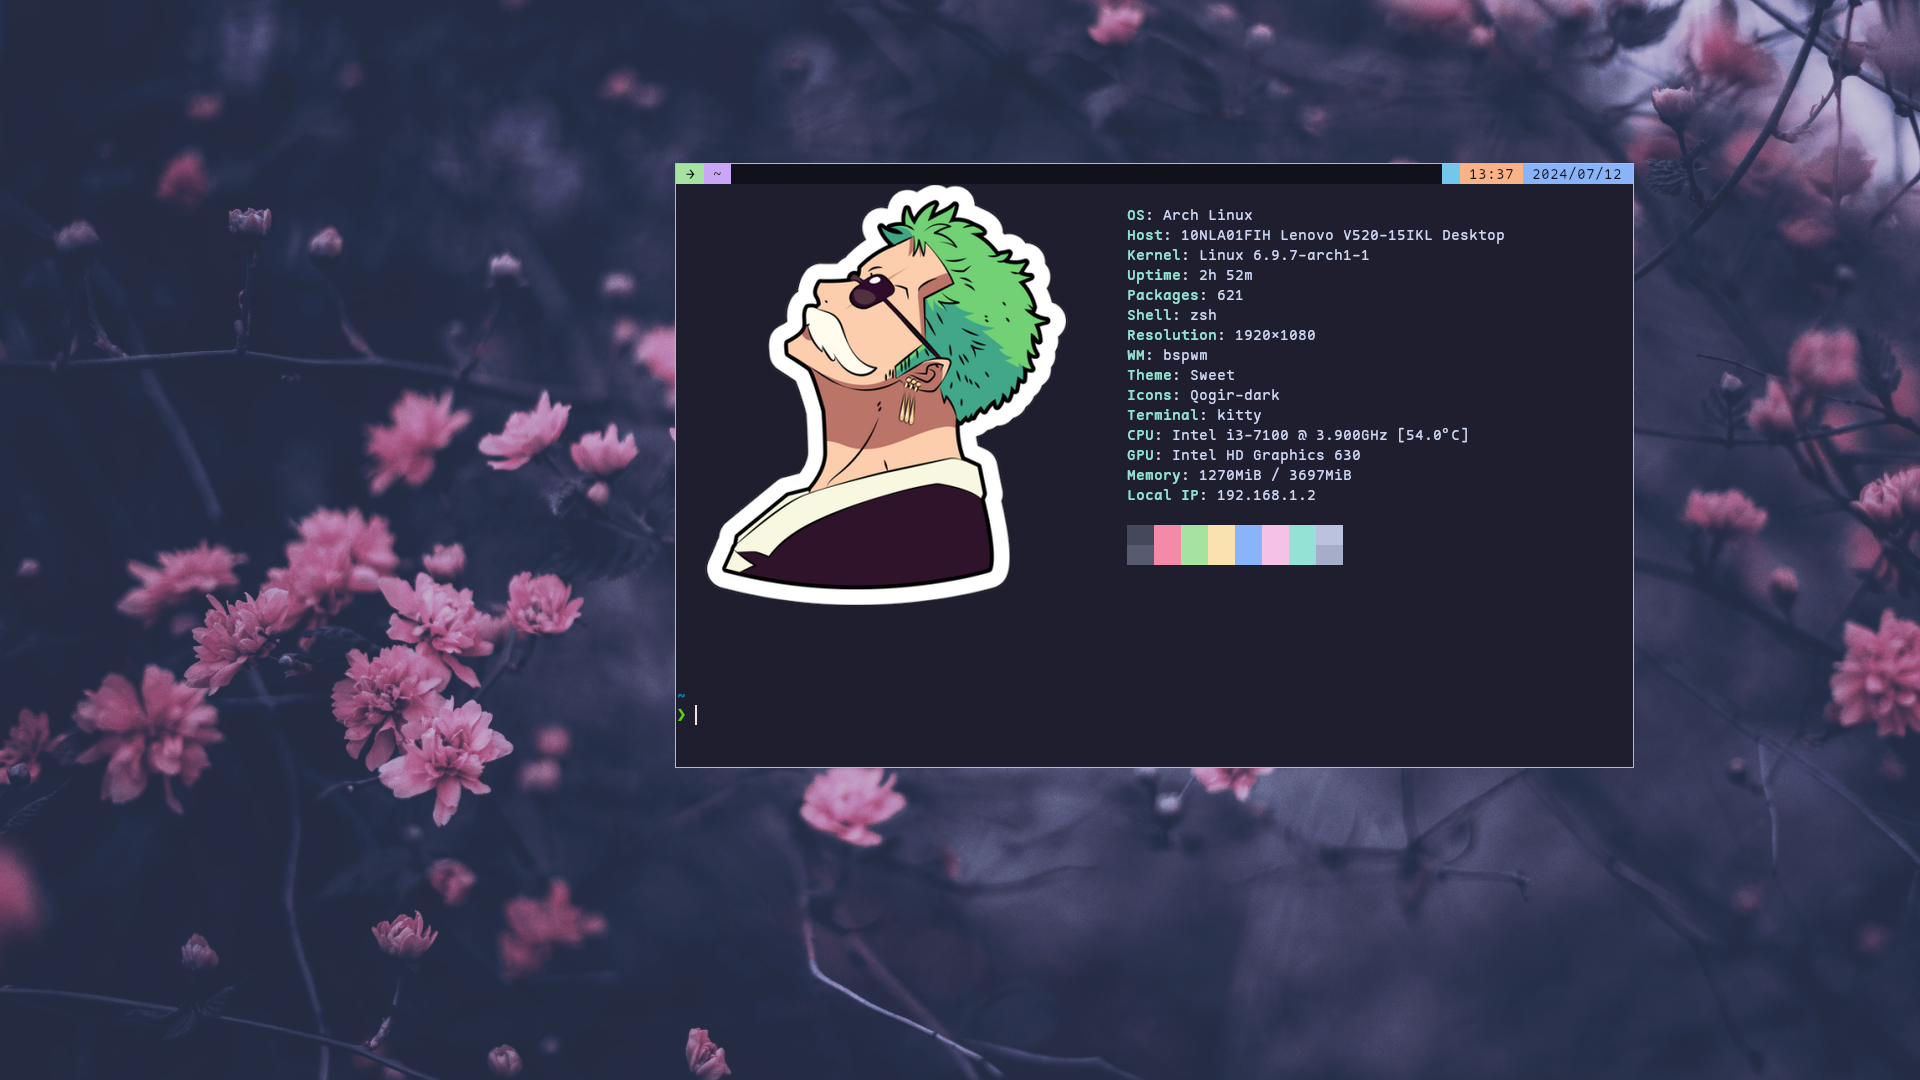 → ~ 13:37 2024/07/12
OS: Arch Linux
Host: 10NLA01FIH Lenovo V520-15IKL Desktop
Kernel: Linux 6.9.7-arch1-1
Uptime: 2h 52m
Packages: 621
Shell: zsh
Resolution: 1920×1080
WM: bspwm
Theme: Sweet
Icons: Qogir-dark
Terminal: kitty
CPU: Intel i3-7100 @ 3.900GHz [54.0°C]
GPU: Intel HD Graphics 630
Memory: 1270MiB / 3697MiB
Local IP: 192.168.1.2
~
❯